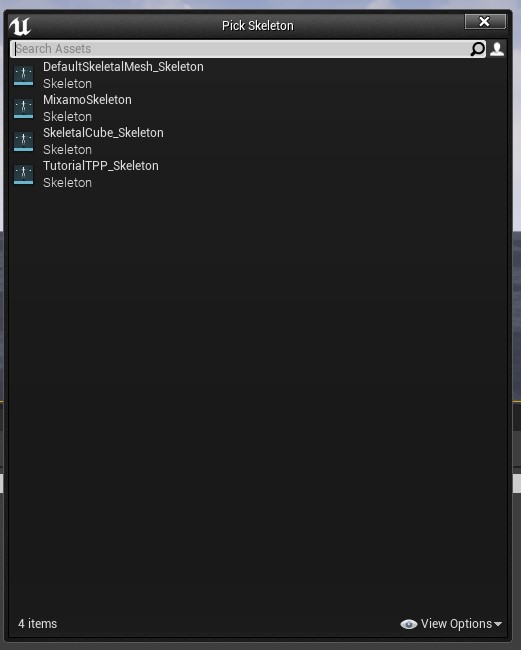 Pick Skeleton
Search Assets
DefaultSkeletalMesh_Skeleton
Skeleton
MixamoSkeleton
Skeleton
SkeletalCube_Skeleton
Skeleton
TutorialTPP_Skeleton
Skeleton
4 items
View Options